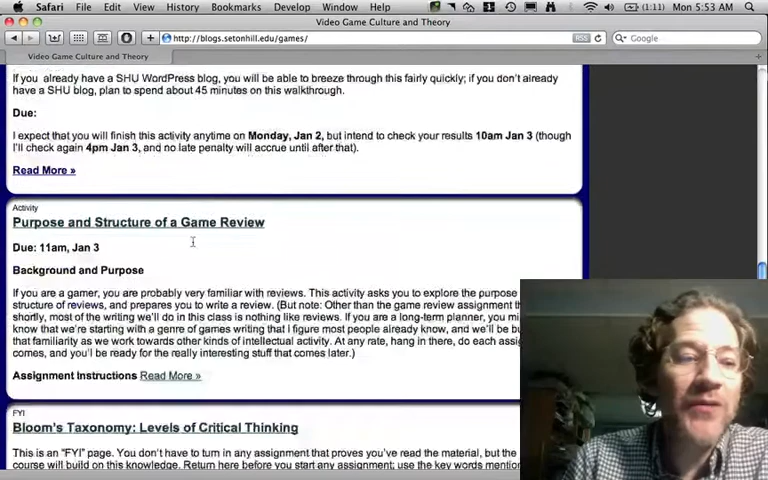 Safari File Edit View History Bookmarks Develop Window (1:11) Mon 5:53 AM
Video Game Culture and Theory
http://blogs.setonhill.edu/games/ RSS Google
Video Game Culture and Theory
If you already have a SHU WordPress blog, you will be able to breeze through this fairly quickly; if you don't already
have a SHU blog, plan to spend about 45 minutes on this walkthrough.
Due:
I expect that you will finish this activity anytime on Monday, Jan 2, but intend to check your results 10am Jan 3 (though
I'll check again 4pm Jan 3, and no late penalty will accrue until after that).
Read More »
Activity
Purpose and Structure of a Game Review
Due: 11am, Jan 3
Background and Purpose
If you are a gamer, you are probably very familiar with reviews. This activity asks you to explore the purpose
structure of reviews, and prepares you to write a review. (But note: Other than the game review assignment
shortly, most of the writing we'll do in this class is nothing like reviews. If you are a long-term planner, you
know that we're starting with a genre of games writing that I figure most people already know, and we'll be
that familiarity as we work towards other kinds of intellectual activity. At any rate, hang in there, do each
comes, and you'll be ready for the really interesting stuff that comes later.)
Assignment Instructions Read More »
FYI
Bloom's Taxonomy: Levels of Critical Thinking
This is an "FYI" page. You don't have to turn in any assignment that proves you've read the material, but the
course will build on this knowledge. Return here before you start any assignment; use the key words